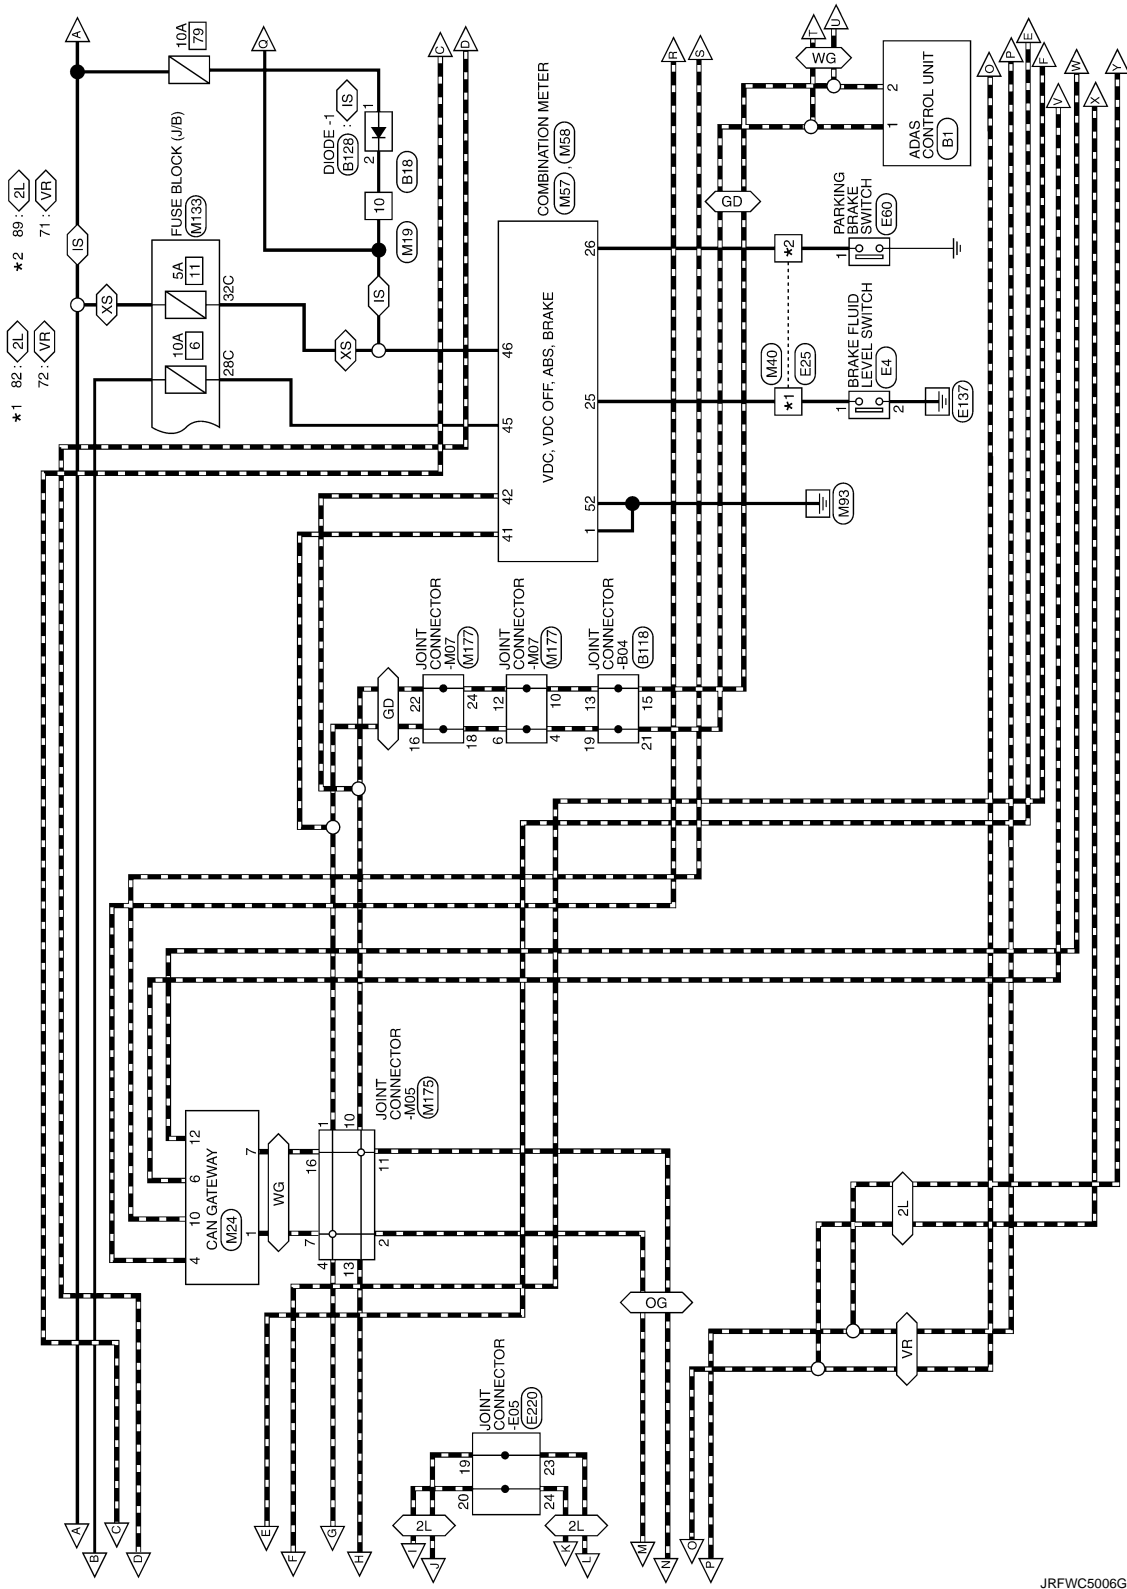 *1 82 : 2L
72 : VR
*2 89 : 2L
71 : VR
A
B
C
D
IS
XS
FUSE BLOCK (J/B)
M133
10A
6
28C
5A
11
32C
XS
IS
10A
79
A
Q
C
D
DIODE -1
B128 : IS
1
2
10
B18
M19
CAN GATEWAY
M24
4
10
6
12
1
7
WG
JOINT
CONNECTOR
-M05
M175
7
16
4
1
13
10
2
11
E
F
G
H
41
42
45
46
COMBINATION METER
M57 , M58
VDC, VDC OFF, ABS, BRAKE
1
52
25
26
M93
GD
JOINT
CONNECTOR
-M07
M177
16
22
18
24
JOINT
CONNECTOR
-M07
M177
6
12
4
10
JOINT
CONNECTOR
-B04
B118
19
13
21
15
*1
*2
M40
E25
BRAKE FLUID
LEVEL SWITCH
E4
1
2
E137
PARKING
BRAKE
SWITCH
E60
1
JOINT
CONNECTOR
-E05
E220
20
19
24
23
2L
I
J
2L
K
L
OG
M
N
O
P
VR
2L
R
S
GD
T
U
WG
ADAS
CONTROL UNIT
B1
1
2
O
P
E
F
V
W
X
Y
JRFWC5006G